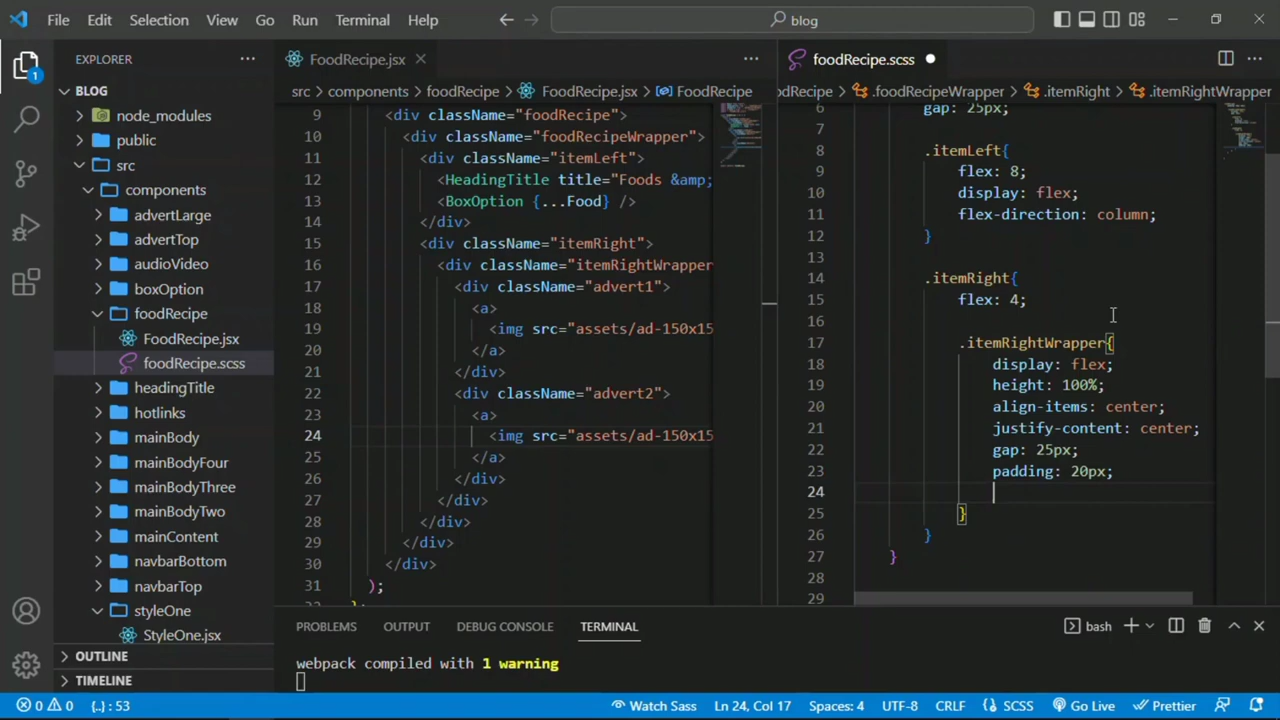 File Edit Selection View Go Run Terminal Help
blog
EXPLORER
1
BLOG
node_modules
public
src
components
advertLarge
advertTop
audioVideo
boxOption
foodRecipe
FoodRecipe.jsx
foodRecipe.scss
headingTitle
hotlinks
mainBody
mainBodyFour
mainBodyThree
mainBodyTwo
mainContent
navbarBottom
navbarTop
styleOne
StyleOne.jsx
OUTLINE
TIMELINE
FoodRecipe.jsx
src > components > foodRecipe > FoodRecipe.jsx > FoodRecipe
9 <div className="foodRecipe">
10 <div className="foodRecipeWrapper">
11 <div className="itemLeft">
12 <HeadingTitle title="Foods &amp;
13 <BoxOption {...Food} />
14 </div>
15 <div className="itemRight">
16 <div className="itemRightWrapper
17 <div className="advert1">
18 <a>
19 <img src="assets/ad-150x15
20 </a>
21 </div>
22 <div className="advert2">
23 <a>
24 <img src="assets/ad-150x15
25 </a>
26 </div>
27 </div>
28 </div>
29 </div>
30 </div>
31 );
foodRecipe.scss
odRecipe > .foodRecipeWrapper > .itemRight > .itemRightWrapper
6 gap: 25px;
7
8 .itemLeft{
9 flex: 8;
10 display: flex;
11 flex-direction: column;
12 }
13
14 .itemRight{
15 flex: 4;
16
17 .itemRightWrapper{
18 display: flex;
19 height: 100%;
20 align-items: center;
21 justify-content: center;
22 gap: 25px;
23 padding: 20px;
24
25 }
26 }
27 }
28
29
PROBLEMS OUTPUT DEBUG CONSOLE TERMINAL
bash
webpack compiled with 1 warning
0 0 {..} : 53 Watch Sass Ln 24, Col 17 Spaces: 4 UTF-8 CRLF SCSS Go Live Prettier